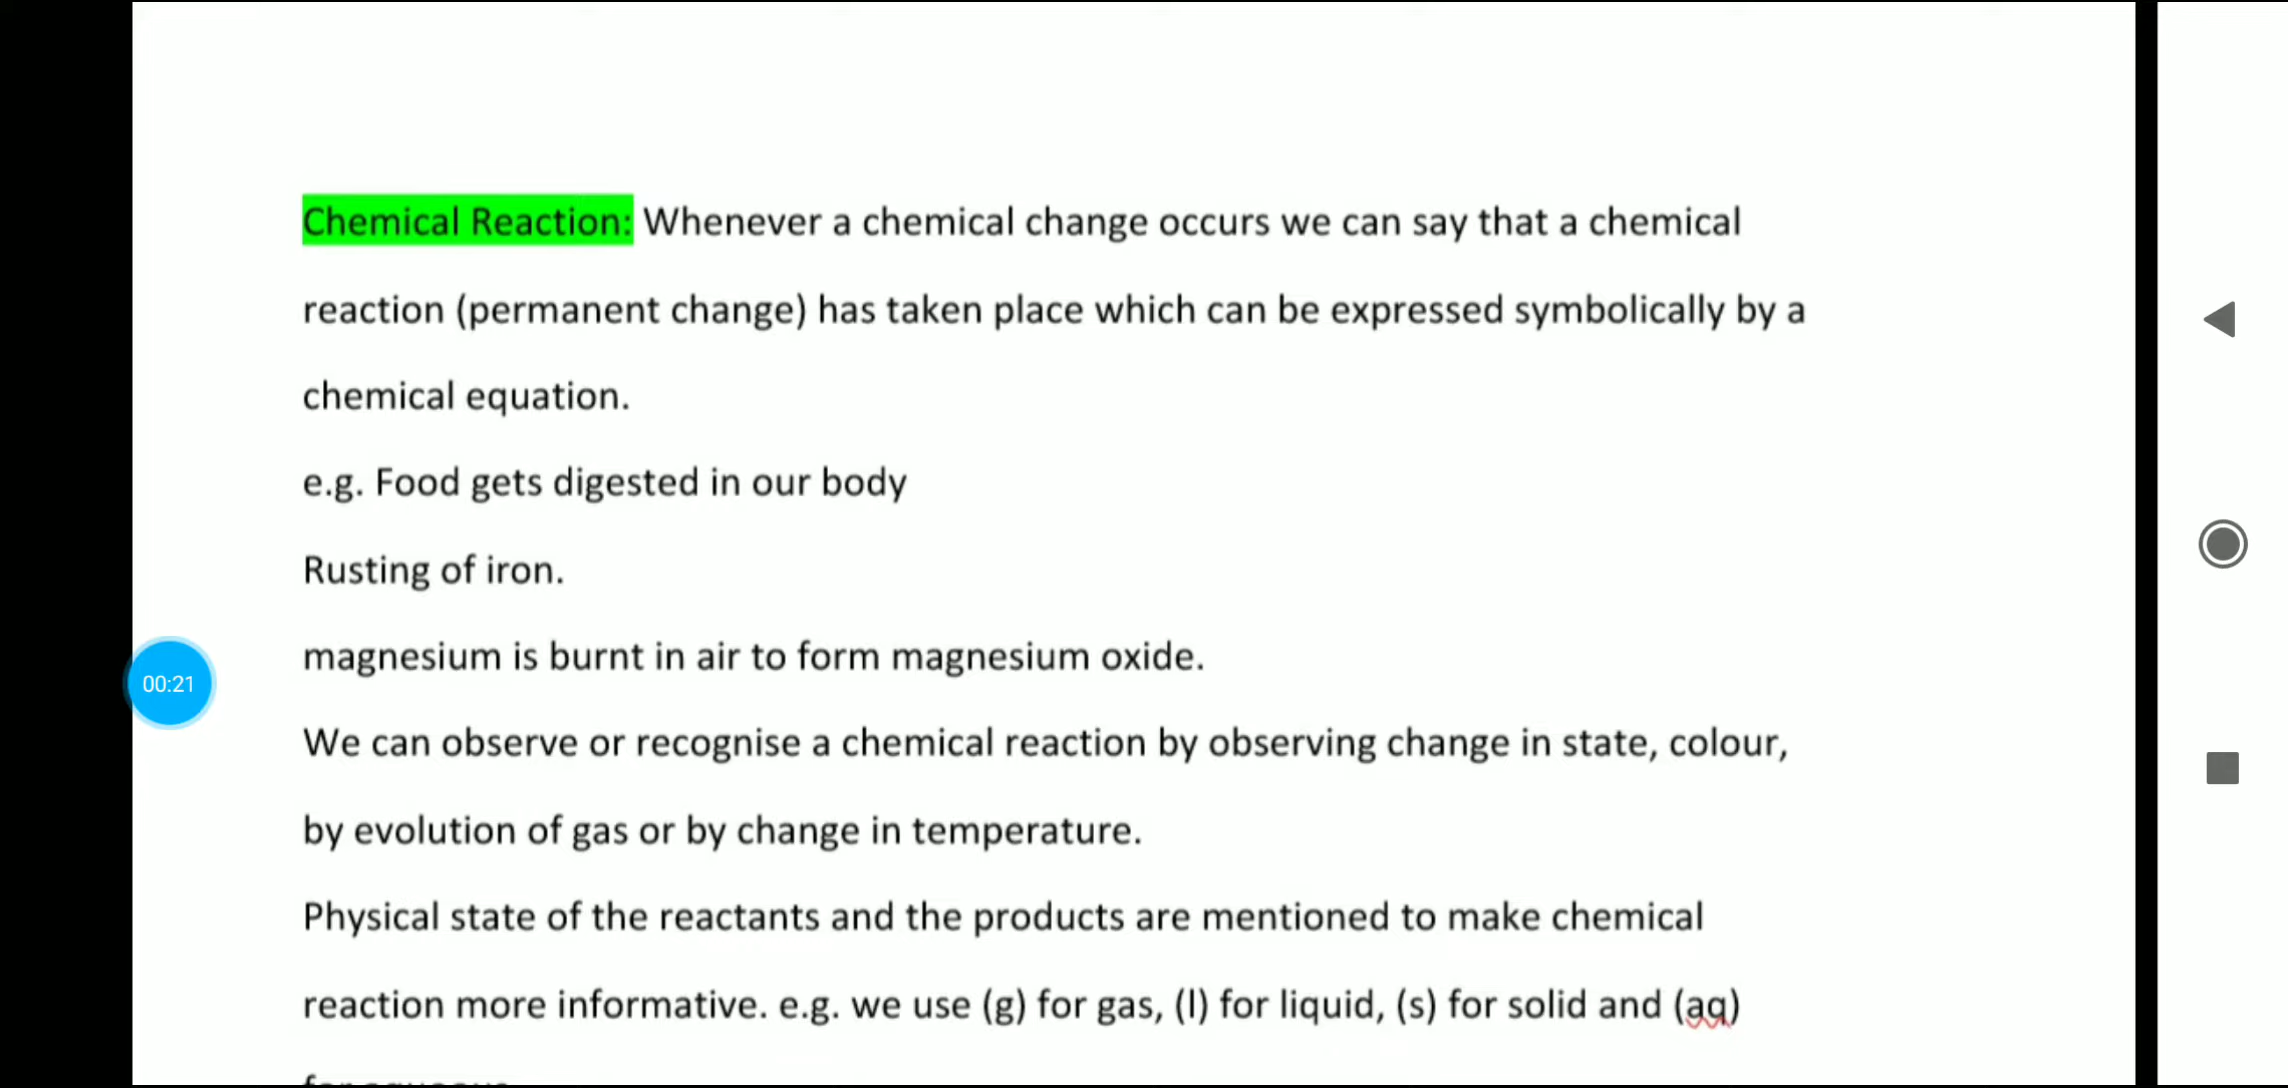 Chemical Reaction: Whenever a chemical change occurs we can say that a chemical
reaction (permanent change) has taken place which can be expressed symbolically by a
chemical equation.
e.g. Food gets digested in our body
Rusting of iron.
magnesium is burnt in air to form magnesium oxide.
00:21
We can observe or recognise a chemical reaction by observing change in state, colour,
by evolution of gas or by change in temperature.
Physical state of the reactants and the products are mentioned to make chemical
reaction more informative. e.g. we use (g) for gas, (l) for liquid, (s) for solid and (aq)